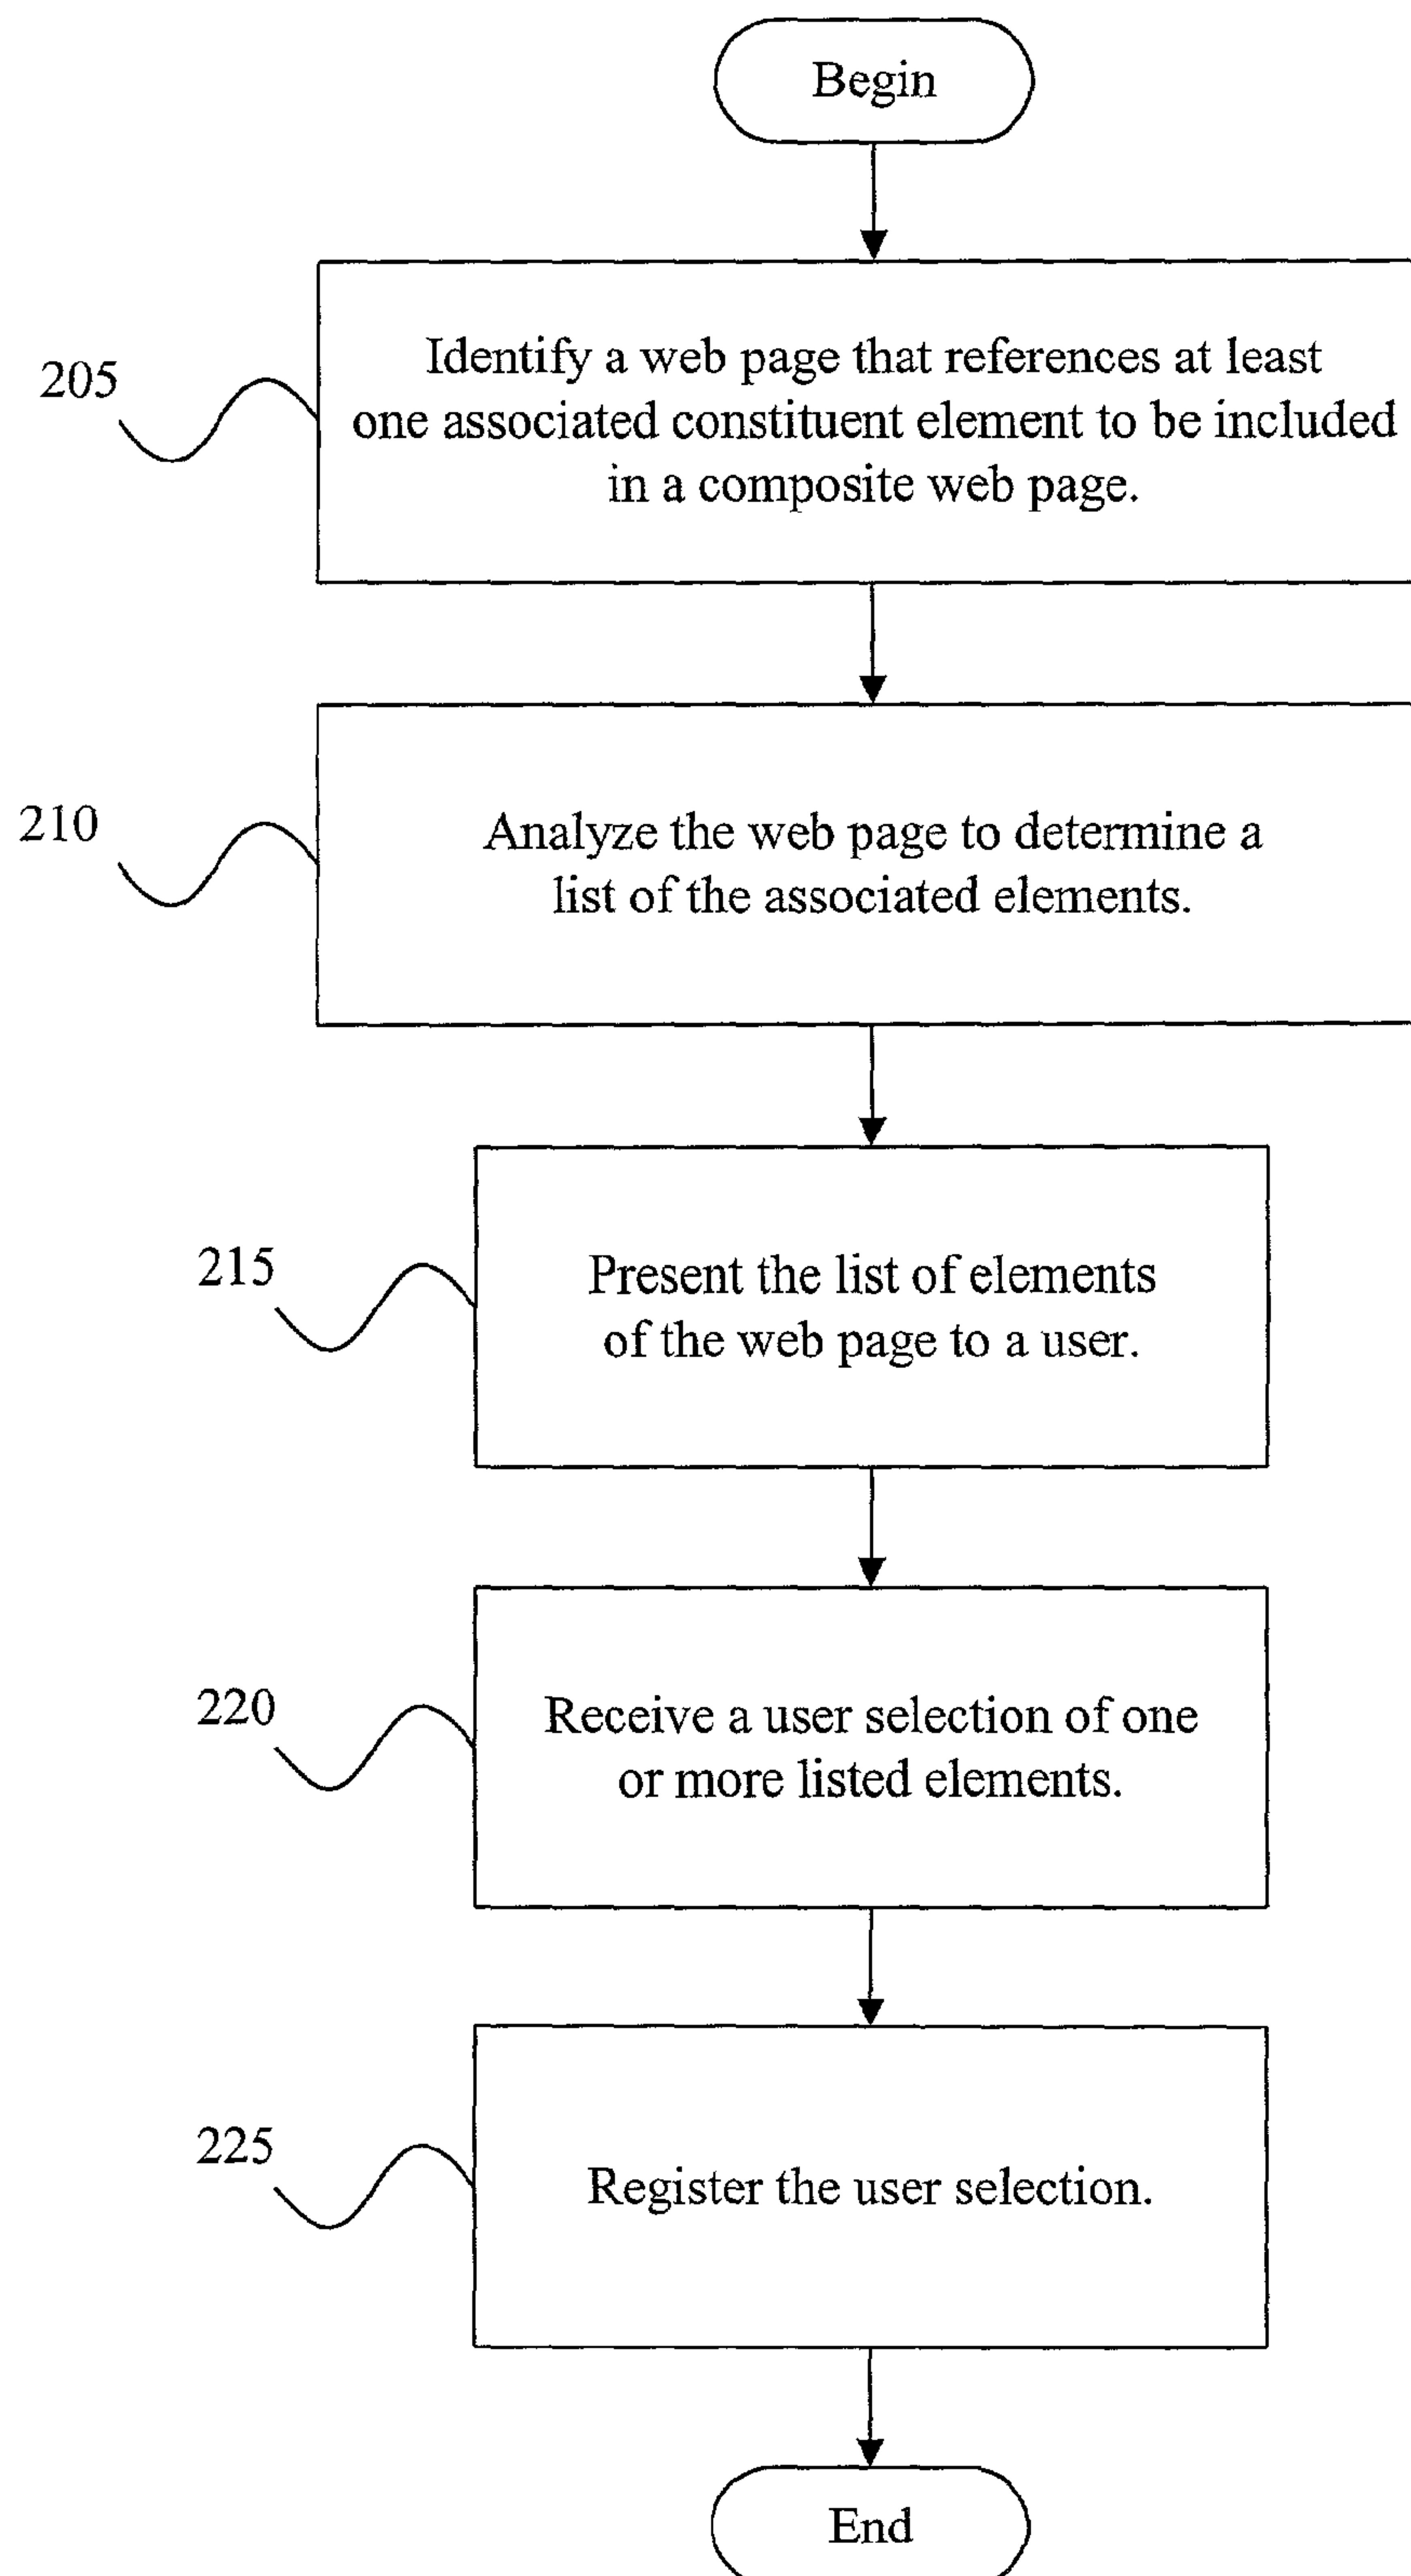 Begin
205
Identify a web page that references at least
one associated constituent element to be included
in a composite web page.
210
Analyze the web page to determine a
list of the associated elements.
215
Present the list of elements
of the web page to a user.
220
Receive a user selection of one
or more listed elements.
225
Register the user selection.
End